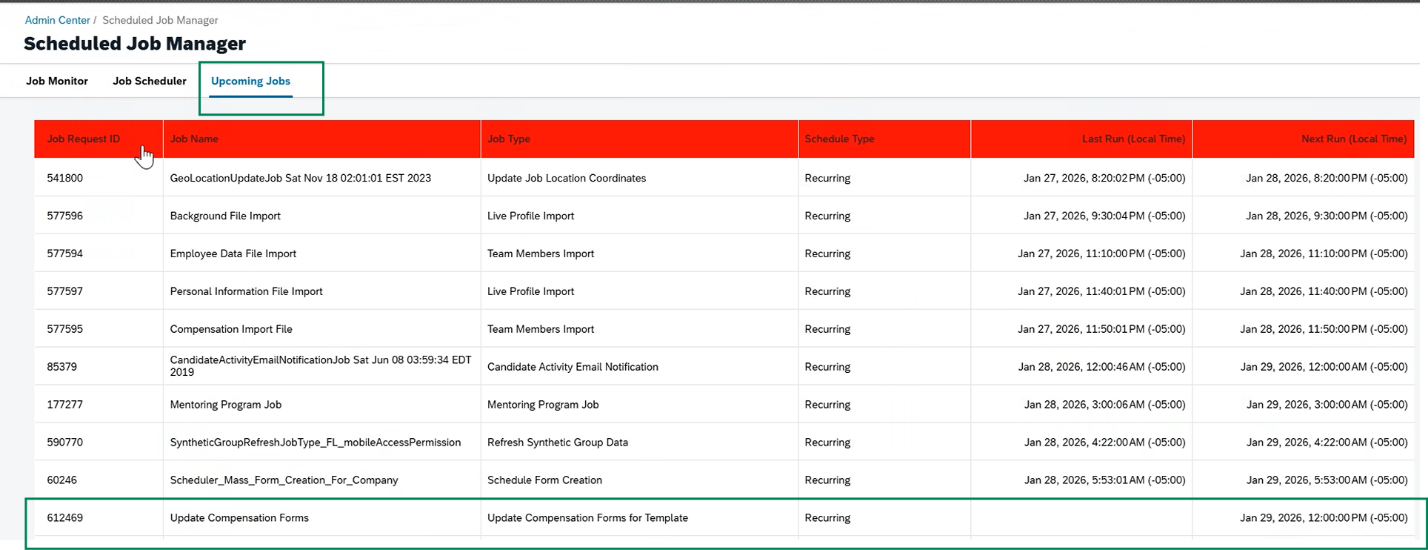 Admin Center / Scheduled Job Manager
Scheduled Job Manager
Job Monitor Job Scheduler Upcoming Jobs
Job Request ID Job Name Job Type Schedule Type Last Run (Local Time) Next Run (Local Time)
541800 GeoLocationUpdateJob Sat Nov 18 02:01:01 EST 2023 Update Job Location Coordinates Recurring Jan 27, 2026, 8:20:02 PM (-05:00) Jan 28, 2026, 8:20:00 PM (-05:00)
577596 Background File Import Live Profile Import Recurring Jan 27, 2026, 9:30:04 PM (-05:00) Jan 28, 2026, 9:30:00 PM (-05:00)
577594 Employee Data File Import Team Members Import Recurring Jan 27, 2026, 11:10:00 PM (-05:00) Jan 28, 2026, 11:10:00 PM (-05:00)
577597 Personal Information File Import Live Profile Import Recurring Jan 27, 2026, 11:40:01 PM (-05:00) Jan 28, 2026, 11:40:00 PM (-05:00)
577595 Compensation Import File Team Members Import Recurring Jan 27, 2026, 11:50:01 PM (-05:00) Jan 28, 2026, 11:50:00 PM (-05:00)
85379 CandidateActivityEmailNotificationJob Sat Jun 08 03:59:34 EDT Candidate Activity Email Notification Recurring Jan 28, 2026, 12:00:46 AM (-05:00) Jan 29, 2026, 12:00:00 AM (-05:00)
2019
177277 Mentoring Program Job Mentoring Program Job Recurring Jan 28, 2026, 3:00:06 AM (-05:00) Jan 29, 2026, 3:00:00 AM (-05:00)
590770 SyntheticGroupRefreshJobType_FL_mobileAccessPermission Refresh Synthetic Group Data Recurring Jan 28, 2026, 4:22:00 AM (-05:00) Jan 29, 2026, 4:22:00 AM (-05:00)
60246 Scheduler_Mass_Form_Creation_For_Company Schedule Form Creation Recurring Jan 28, 2026, 5:53:01 AM (-05:00) Jan 29, 2026, 5:53:00 AM (-05:00)
612469 Update Compensation Forms Update Compensation Forms for Template Recurring Jan 29, 2026, 12:00:00 PM (-05:00)